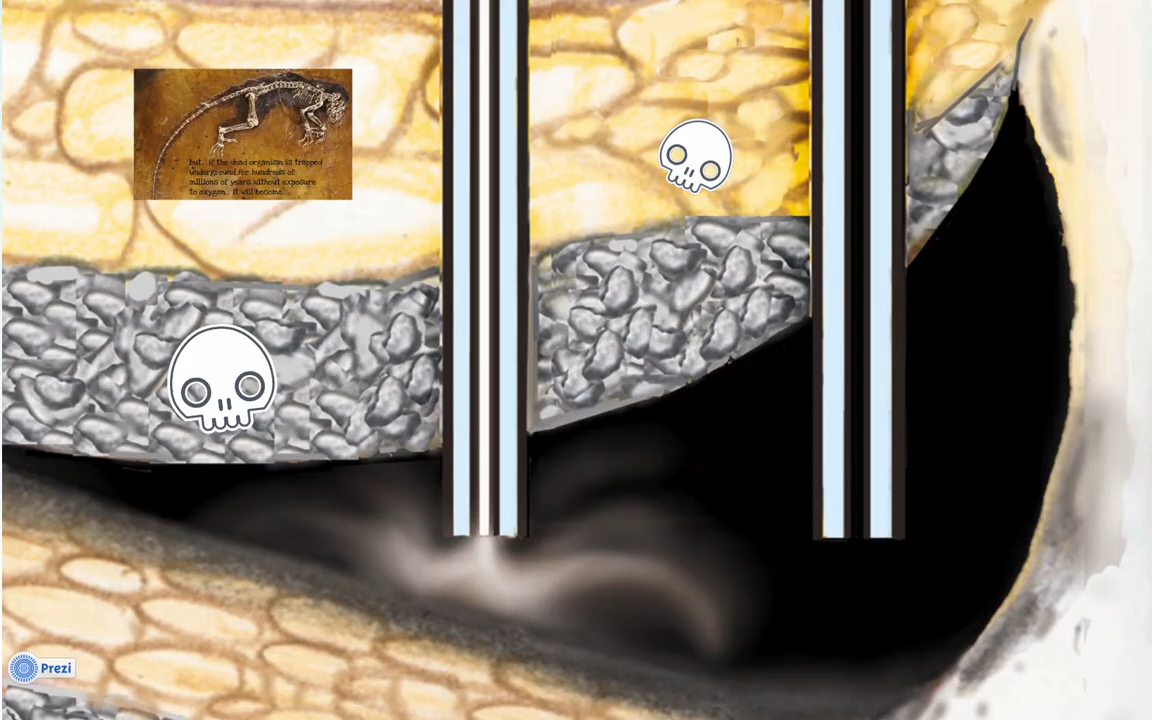 but... if the dead organism is trapped
underground for hundreds of
millions of years without exposure
to oxygen... it will become...
Prezi